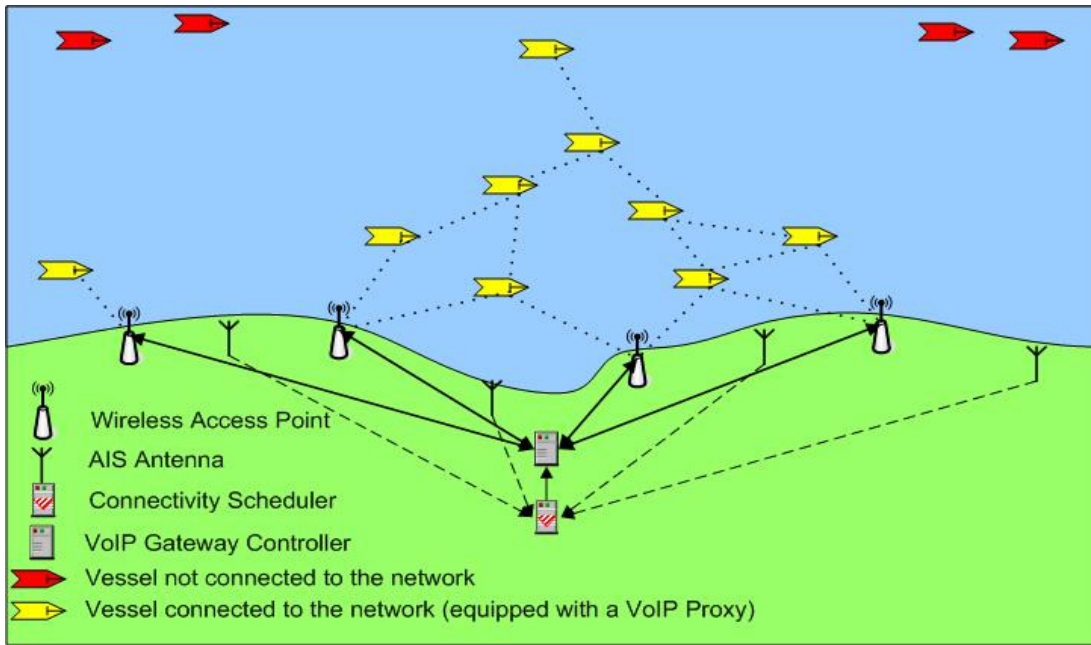 Wireless Access Point
AIS Antenna
Connectivity Scheduler
VoIP Gateway Controller
Vessel not connected to the network
Vessel connected to the network (equipped with a VoIP Proxy)